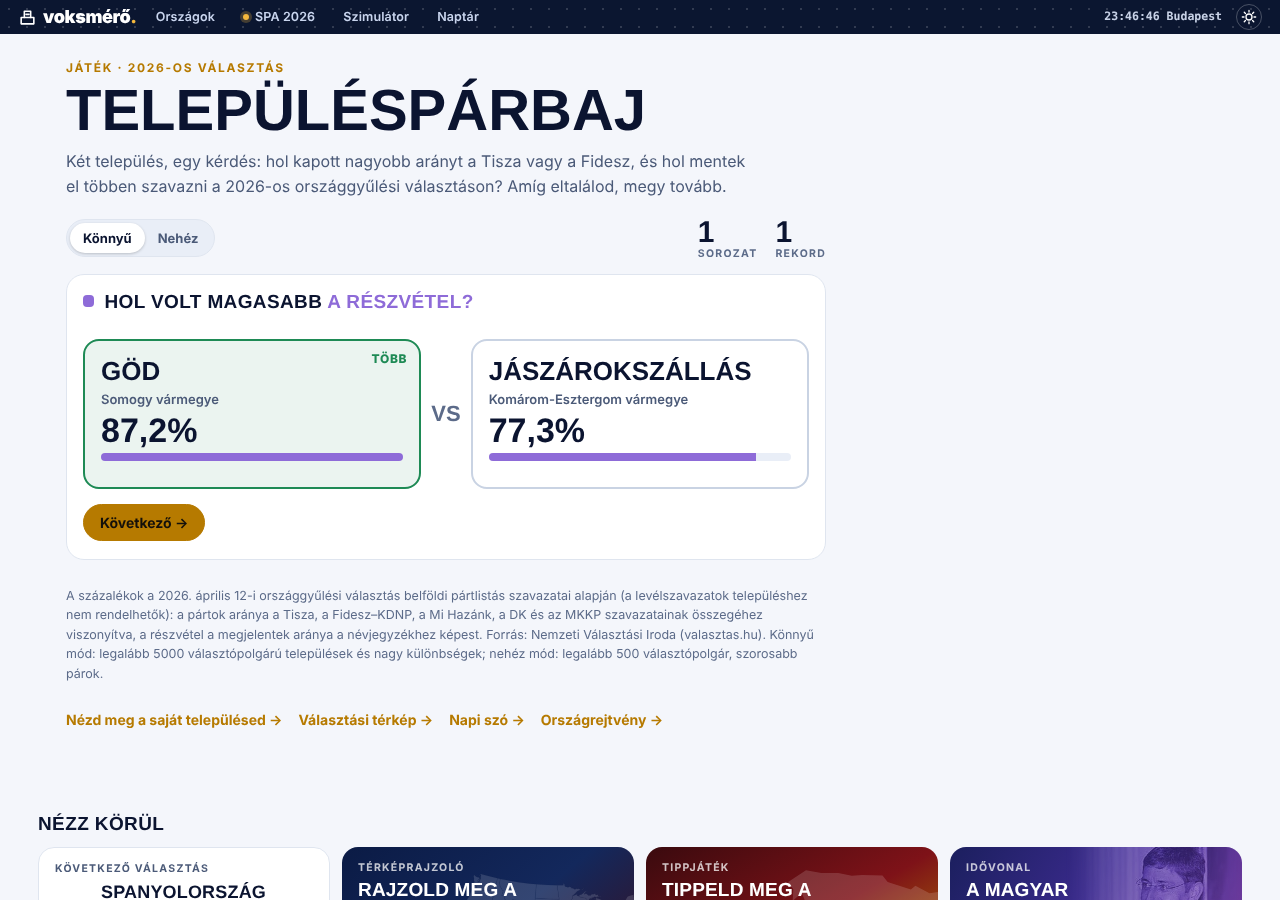 voksmérő.
Országok
SPA 2026
Szimulátor
Naptár
23:46:46 Budapest
JÁTÉK · 2026-OS VÁLASZTÁS
TELEPÜLÉSPÁRBAJ
Két település, egy kérdés: hol kapott nagyobb arányt a Tisza vagy a Fidesz, és hol mentek
el többen szavazni a 2026-os országgyűlési választáson? Amíg eltalálod, megy tovább.
Könnyű
Nehéz
1
SOROZAT
1
REKORD
HOL VOLT MAGASABB A RÉSZVÉTEL?
TÖBB
GÖD
Somogy vármegye
87,2%
VS
JÁSZÁROKSZÁLLÁS
Komárom-Esztergom vármegye
77,3%
Következő →
A százalékok a 2026. április 12-i országgyűlési választás belföldi pártlistás szavazatai alapján (a levélszavazatok településhez
nem rendelhetők): a pártok aránya a Tisza, a Fidesz–KDNP, a Mi Hazánk, a DK és az MKKP szavazatainak összegéhez
viszonyítva, a részvétel a megjelentek aránya a névjegyzékhez képest. Forrás: Nemzeti Választási Iroda (valasztas.hu). Könnyű
mód: legalább 5000 választópolgárú települések és nagy különbségek; nehéz mód: legalább 500 választópolgár, szorosabb
párok.
Nézd meg a saját településed →
Választási térkép →
Napi szó →
Országrejtvény →
NÉZZ KÖRÜL
KÖVETKEZŐ VÁLASZTÁS
SPANYOLORSZÁG
TÉRKÉPRAJZOLÓ
RAJZOLD MEG A
TIPPJÁTÉK
TIPPELD MEG A
IDŐVONAL
A MAGYAR